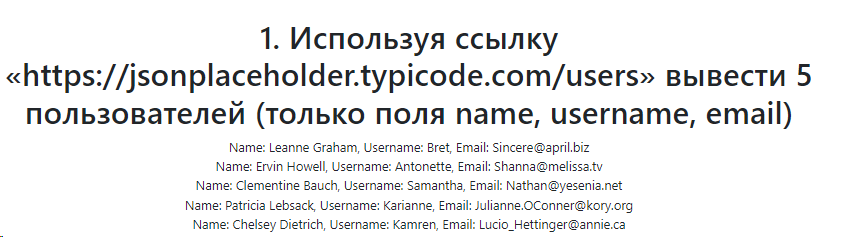 1. Используя ссылку
«https://jsonplaceholder.typicode.com/users» вывести 5
пользователей (только поля name, username, email)
Name: Leanne Graham, Username: Bret, Email: Sincere@april.biz
Name: Ervin Howell, Username: Antonette, Email: Shanna@melissa.tv
Name: Clementine Bauch, Username: Samantha, Email: Nathan@yesenia.net
Name: Patricia Lebsack, Username: Karianne, Email: Julianne.OConner@kory.org
Name: Chelsey Dietrich, Username: Kamren, Email: Lucio_Hettinger@annie.ca